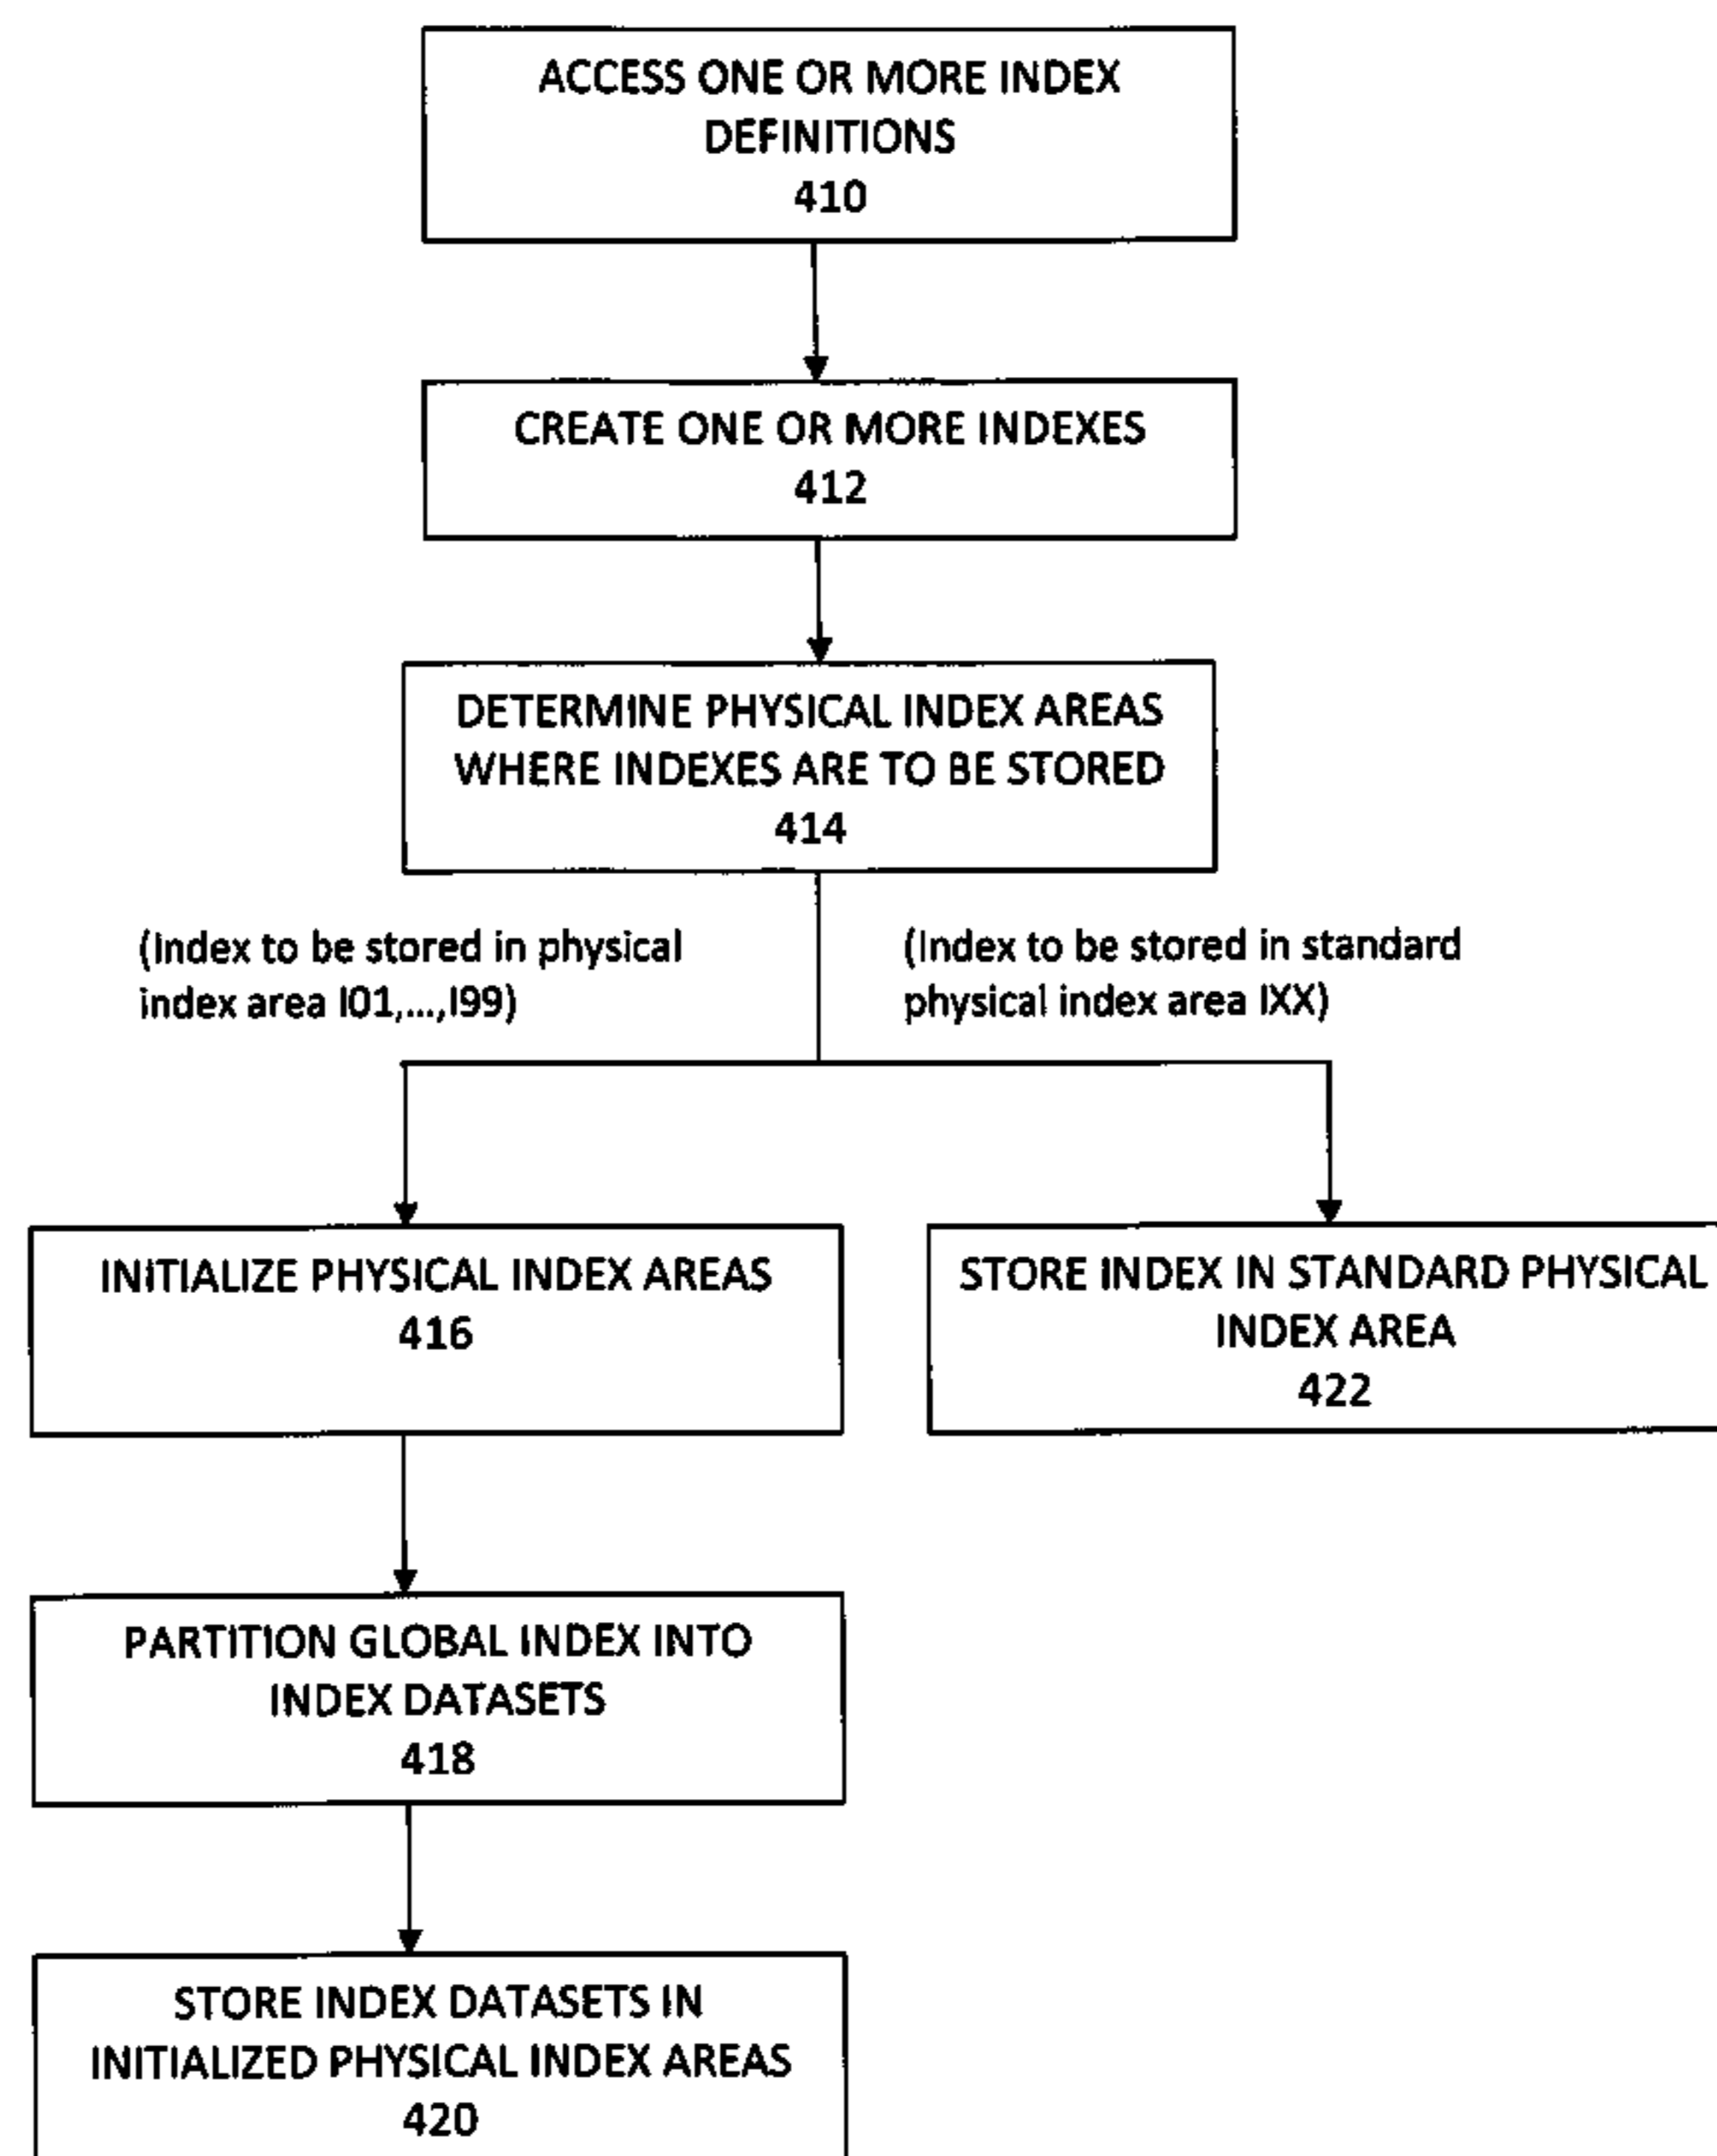 ACCESS ONE OR MORE INDEX
DEFINITIONS
410
CREATE ONE OR MORE INDEXES
412
DETERMINE PHYSICAL INDEX AREAS
WHERE INDEXES ARE TO BE STORED
414
(Index to be stored in physical
index area I01,...,I99)
(Index to be stored in standard
physical index area IXX)
INITIALIZE PHYSICAL INDEX AREAS
416
STORE INDEX IN STANDARD PHYSICAL
INDEX AREA
422
PARTITION GLOBAL INDEX INTO
INDEX DATASETS
418
STORE INDEX DATASETS IN
INITIALIZED PHYSICAL INDEX AREAS
420